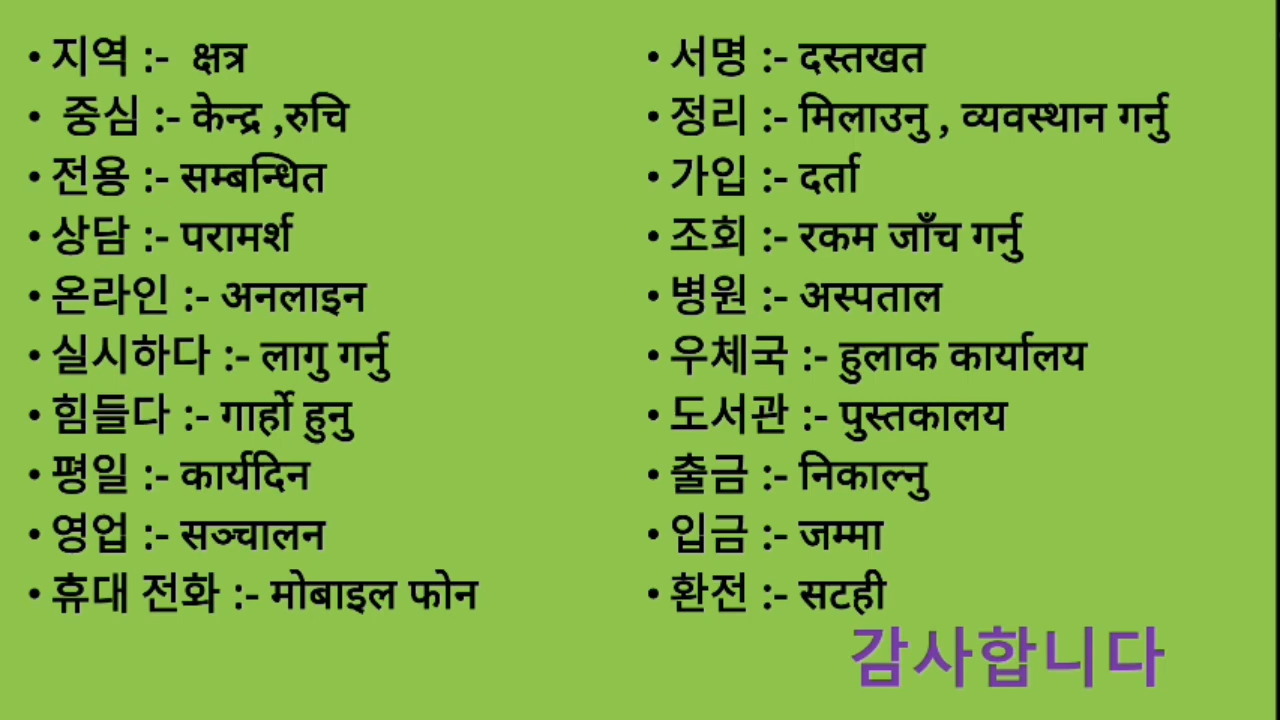 • 지역 :- क्षत्र
• 중심 :- केन्द्र ,रुचि
• 전용 :- सम्बन्धित
• 상담 :- परामर्श
• 온라인 :- अनलाइन
• 실시하다 :- लागु गर्नु
• 힘들다 :- गार्हो हुनु
• 평일 :- कार्यदिन
• 영업 :- सञ्चालन
• 휴대 전화 :- मोबाइल फोन
• 서명 :- दस्तखत
• 정리 :- मिलाउनु , व्यवस्थान गर्नु
• 가입 :- दर्ता
• 조회 :- रकम जाँच गर्नु
• 병원 :- अस्पताल
• 우체국 :- हुलाक कार्यालय
• 도서관 :- पुस्तकालय
• 출금 :- निकाल्नु
• 입금 :- जम्मा
• 환전 :- सटही
감사합니다